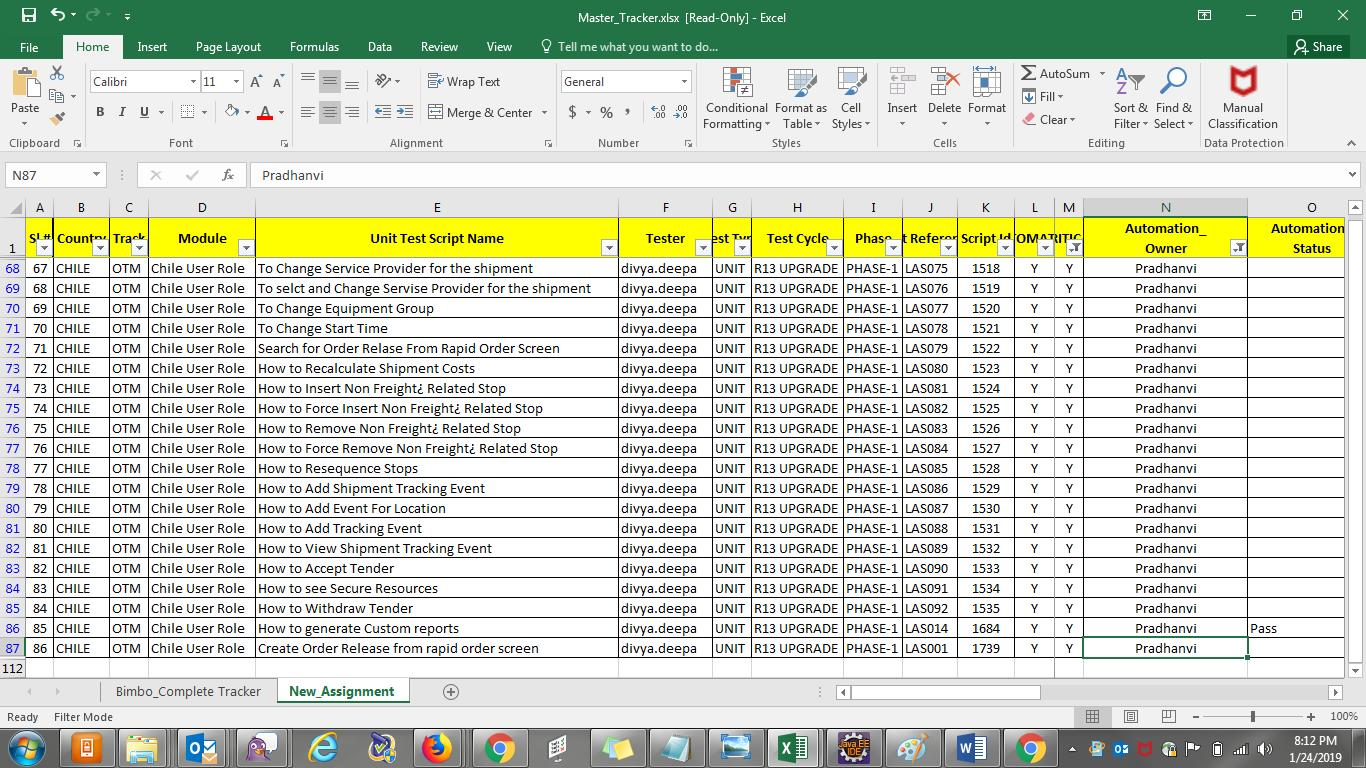 Master_Tracker.xlsx [Read-Only] - Excel
File Home Insert Page Layout Formulas Data Review View Tell me what you want to do... Share
Paste Calibri 11 Wrap Text General Conditional Formatting Format as Table Cell Styles Insert Delete Format AutoSum Fill Clear Sort & Filter Find & Select Manual Classification
B I U Merge & Center $ %
Clipboard Font Alignment Number Styles Cells Editing Data Protection
N87 fx Pradhanvi
A B C D E F G H I J K L M N O
1 Sl# Country Track Module Unit Test Script Name Tester est Typ Test Cycle Phase t Referer Script Id OMA RITIC Automation_ Owner Automation Status
68 67 CHILE OTM Chile User Role To Change Service Provider for the shipment divya.deepa UNIT R13 UPGRADE PHASE-1 LAS075 1518 Y Y Pradhanvi
69 68 CHILE OTM Chile User Role To selct and Change Servise Provider for the shipment divya.deepa UNIT R13 UPGRADE PHASE-1 LAS076 1519 Y Y Pradhanvi
70 69 CHILE OTM Chile User Role To Change Equipment Group divya.deepa UNIT R13 UPGRADE PHASE-1 LAS077 1520 Y Y Pradhanvi
71 70 CHILE OTM Chile User Role To Change Start Time divya.deepa UNIT R13 UPGRADE PHASE-1 LAS078 1521 Y Y Pradhanvi
72 71 CHILE OTM Chile User Role Search for Order Relase From Rapid Order Screen divya.deepa UNIT R13 UPGRADE PHASE-1 LAS079 1522 Y Y Pradhanvi
73 72 CHILE OTM Chile User Role How to Recalculate Shipment Costs divya.deepa UNIT R13 UPGRADE PHASE-1 LAS080 1523 Y Y Pradhanvi
74 73 CHILE OTM Chile User Role How to Insert Non Freight¿ Related Stop divya.deepa UNIT R13 UPGRADE PHASE-1 LAS081 1524 Y Y Pradhanvi
75 74 CHILE OTM Chile User Role How to Force Insert Non Freight¿ Related Stop divya.deepa UNIT R13 UPGRADE PHASE-1 LAS082 1525 Y Y Pradhanvi
76 75 CHILE OTM Chile User Role How to Remove Non Freight¿ Related Stop divya.deepa UNIT R13 UPGRADE PHASE-1 LAS083 1526 Y Y Pradhanvi
77 76 CHILE OTM Chile User Role How to Force Remove Non Freight¿ Related Stop divya.deepa UNIT R13 UPGRADE PHASE-1 LAS084 1527 Y Y Pradhanvi
78 77 CHILE OTM Chile User Role How to Resequence Stops divya.deepa UNIT R13 UPGRADE PHASE-1 LAS085 1528 Y Y Pradhanvi
79 78 CHILE OTM Chile User Role How to Add Shipment Tracking Event divya.deepa UNIT R13 UPGRADE PHASE-1 LAS086 1529 Y Y Pradhanvi
80 79 CHILE OTM Chile User Role How to Add Event For Location divya.deepa UNIT R13 UPGRADE PHASE-1 LAS087 1530 Y Y Pradhanvi
81 80 CHILE OTM Chile User Role How to Add Tracking Event divya.deepa UNIT R13 UPGRADE PHASE-1 LAS088 1531 Y Y Pradhanvi
82 81 CHILE OTM Chile User Role How to View Shipment Tracking Event divya.deepa UNIT R13 UPGRADE PHASE-1 LAS089 1532 Y Y Pradhanvi
83 82 CHILE OTM Chile User Role How to Accept Tender divya.deepa UNIT R13 UPGRADE PHASE-1 LAS090 1533 Y Y Pradhanvi
84 83 CHILE OTM Chile User Role How to see Secure Resources divya.deepa UNIT R13 UPGRADE PHASE-1 LAS091 1534 Y Y Pradhanvi
85 84 CHILE OTM Chile User Role How to Withdraw Tender divya.deepa UNIT R13 UPGRADE PHASE-1 LAS092 1535 Y Y Pradhanvi
86 85 CHILE OTM Chile User Role How to generate Custom reports divya.deepa UNIT R13 UPGRADE PHASE-1 LAS014 1684 Y Y Pradhanvi Pass
87 86 CHILE OTM Chile User Role Create Order Release from rapid order screen divya.deepa UNIT R13 UPGRADE PHASE-1 LAS001 1739 Y Y Pradhanvi
112
Bimbo_Complete Tracker New_Assignment
Ready Filter Mode 100%
Java EE IDE
8:12 PM
1/24/2019